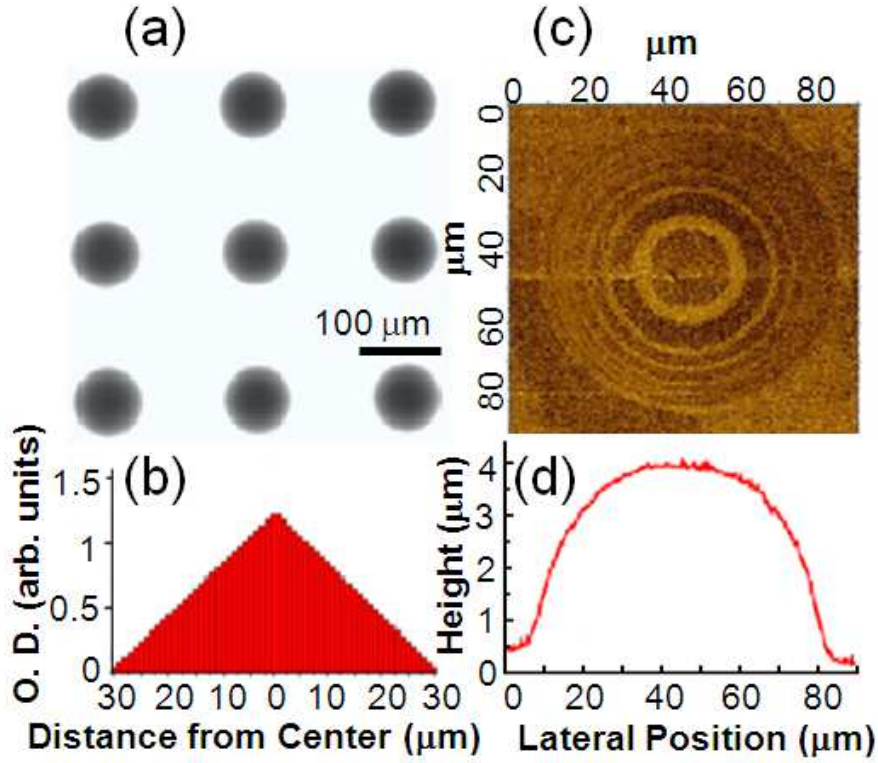 (a)
100 μm
(b)
O. D. (arb. units)
1.5
1
0.5
0
30 20 10 0 10 20 30
Distance from Center (μm)
(c)
μm
0 20 40 60 80
μm
0
20
40
60
80
(d)
Height (μm)
4
3
2
1
0
0 20 40 60 80
Lateral Position (μm)